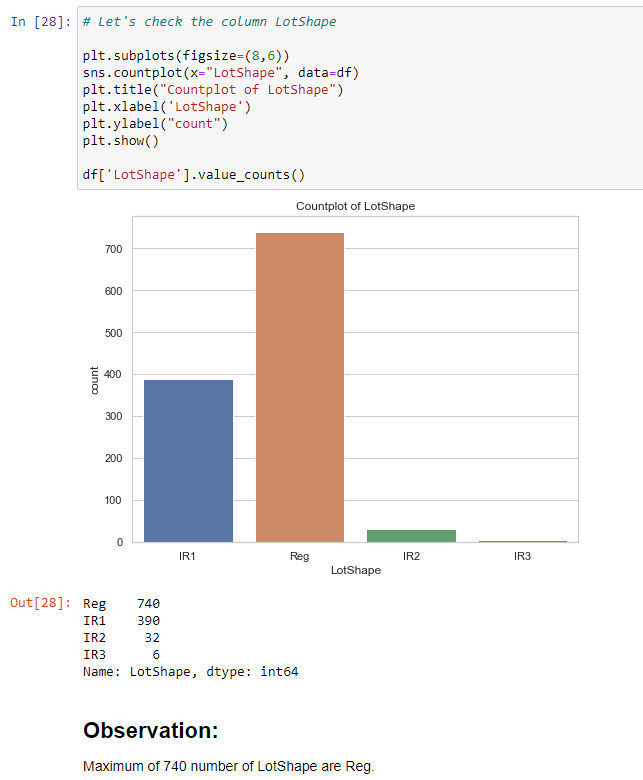 In [28]: # Let's check the column LotShape
plt.subplots(figsize=(8,6))
sns.countplot(x="LotShape", data=df)
plt.title("Countplot of LotShape")
plt.xlabel('LotShape')
plt.ylabel("count")
plt.show()
df['LotShape'].value_counts()
Countplot of LotShape
700
600
500
400
300
200
100
0
count
IR1 Reg IR2 IR3
LotShape
Out[28]: Reg 740
IR1 390
IR2 32
IR3 6
Name: LotShape, dtype: int64
Observation:
Maximum of 740 number of LotShape are Reg.